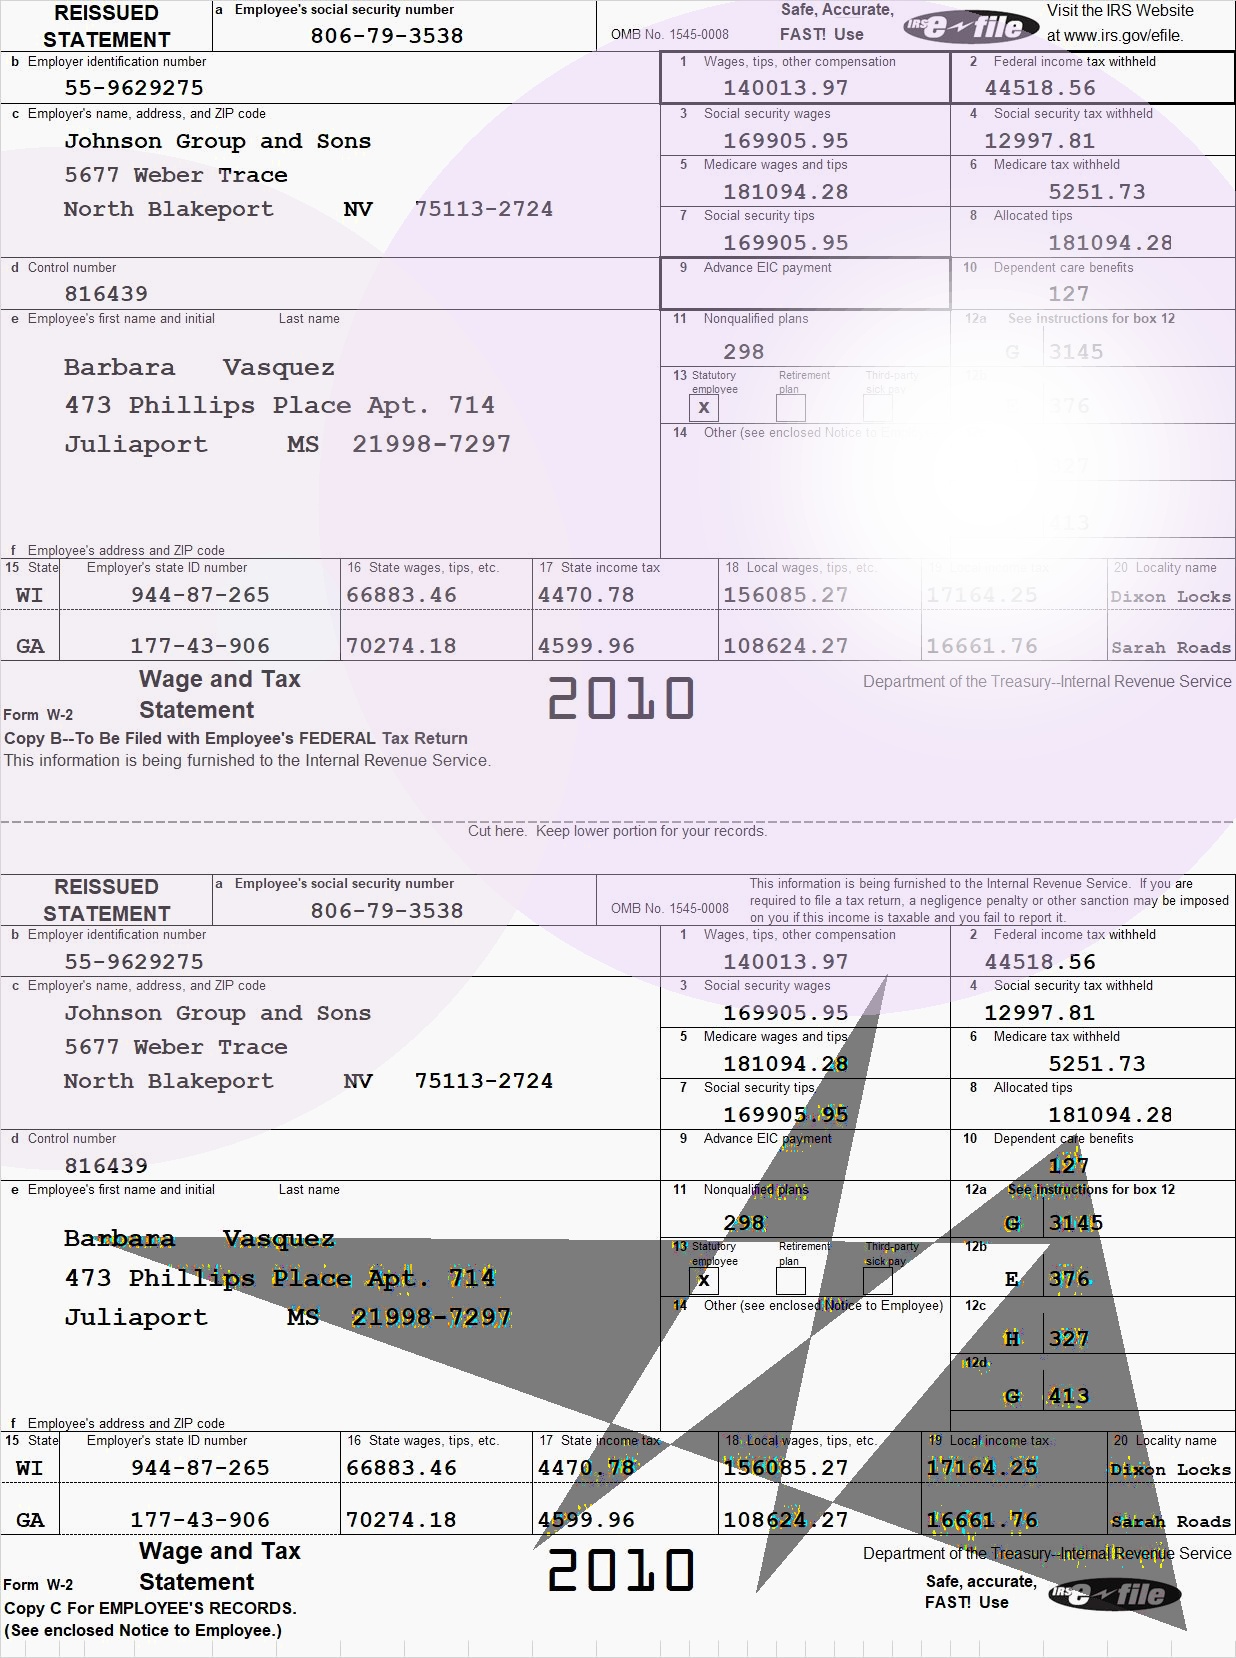 REISSUED STATEMENT
a Employee's social security number
806-79-3538
OMB No. 1545-0008
Safe, Accurate, FAST! Use
IRS e-file
Visit the IRS Website at www.irs.gov/efile.
b Employer identification number
55-9629275
1 Wages, tips, other compensation
140013.97
2 Federal income tax withheld
44518.56
c Employer's name, address, and ZIP code
Johnson Group and Sons
5677 Weber Trace
North Blakeport NV 75113-2724
3 Social security wages
169905.95
4 Social security tax withheld
12997.81
5 Medicare wages and tips
181094.28
6 Medicare tax withheld
5251.73
7 Social security tips
169905.95
8 Allocated tips
181094.28
d Control number
816439
9 Advance EIC payment
10 Dependent care benefits
127
e Employee's first name and initial Last name
Barbara Vasquez
473 Phillips Place Apt. 714
Juliaport MS 21998-7297
11 Nonqualified plans
298
12a See instructions for box 12
G 3145
13 Statutory employee Retirement plan Third-party sick pay
X
376
14 Other (see enclosed Notice to
27
413
f Employee's address and ZIP code
15 State Employer's state ID number 16 State wages, tips, etc. 17 State income tax 18 Local wages, tips, etc. 20 Locality name
WI 944-87-265 66883.46 4470.78 156085.27 17164.25 Dixon Locks
GA 177-43-906 70274.18 4599.96 108624.27 16661.76 Sarah Roads
Form W-2 Wage and Tax Statement 2010 Department of the Treasury--Internal Revenue Service
Copy B--To Be Filed with Employee's FEDERAL Tax Return
This information is being furnished to the Internal Revenue Service.
Cut here. Keep lower portion for your records.
REISSUED STATEMENT
a Employee's social security number
806-79-3538
OMB No. 1545-0008
This information is being furnished to the Internal Revenue Service. If you are
required to file a tax return, a negligence penalty or other sanction may be imposed
on you if this income is taxable and you fail to report it.
b Employer identification number
55-9629275
1 Wages, tips, other compensation
140013.97
2 Federal income tax withheld
44518.56
c Employer's name, address, and ZIP code
Johnson Group and Sons
5677 Weber Trace
North Blakeport NV 75113-2724
3 Social security wages
169905.95
4 Social security tax withheld
12997.81
5 Medicare wages and tips
181094.28
6 Medicare tax withheld
5251.73
7 Social security tips
169905.95
8 Allocated tips
181094.28
d Control number
816439
9 Advance EIC payment
10 Dependent care benefits
127
e Employee's first name and initial Last name
Barbara Vasquez
473 Phillips Place Apt. 714
Juliaport MS 21998-7297
11 Nonqualified plans
298
12a See instructions for box 12
G 3145
13 Statutory employee Retirement plan Third-party sick pay
X
12b
E 376
14 Other (see enclosed Notice to Employee)
12c
H 327
12d
G 413
f Employee's address and ZIP code
15 State Employer's state ID number 16 State wages, tips, etc. 17 State income tax 18 Local wages, tips, etc. 19 Local income tax 20 Locality name
WI 944-87-265 66883.46 4470.78 156085.27 17164.25 Dixon Locks
GA 177-43-906 70274.18 4599.96 108624.27 16661.76 Sarah Roads
Form W-2 Wage and Tax Statement 2010 Department of the Treasury--Internal Revenue Service
Copy C For EMPLOYEE'S RECORDS.
(See enclosed Notice to Employee.)
Safe, accurate, FAST! Use
IRS e-file